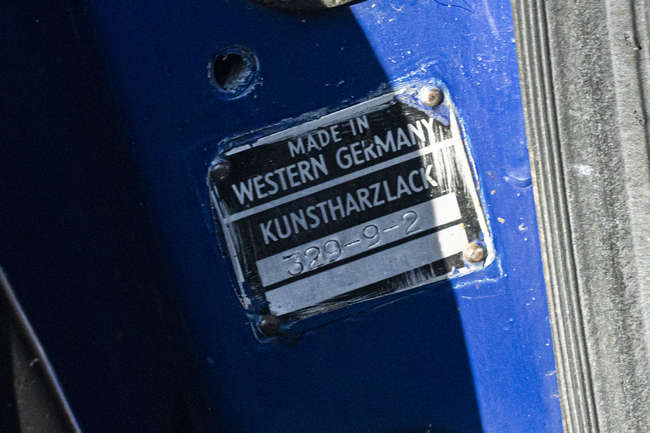 MADE IN
WESTERN GERMANY
KUNSTHARZLACK
329-9-2